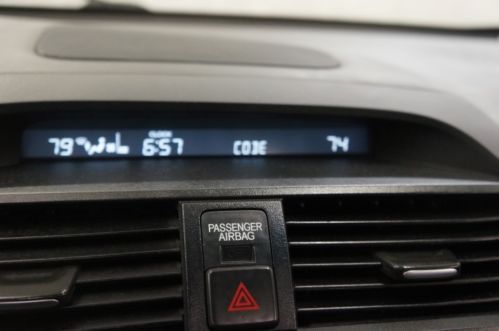 CLOCK
79 6:57 CODE 74
PASSENGER
AIRBAG